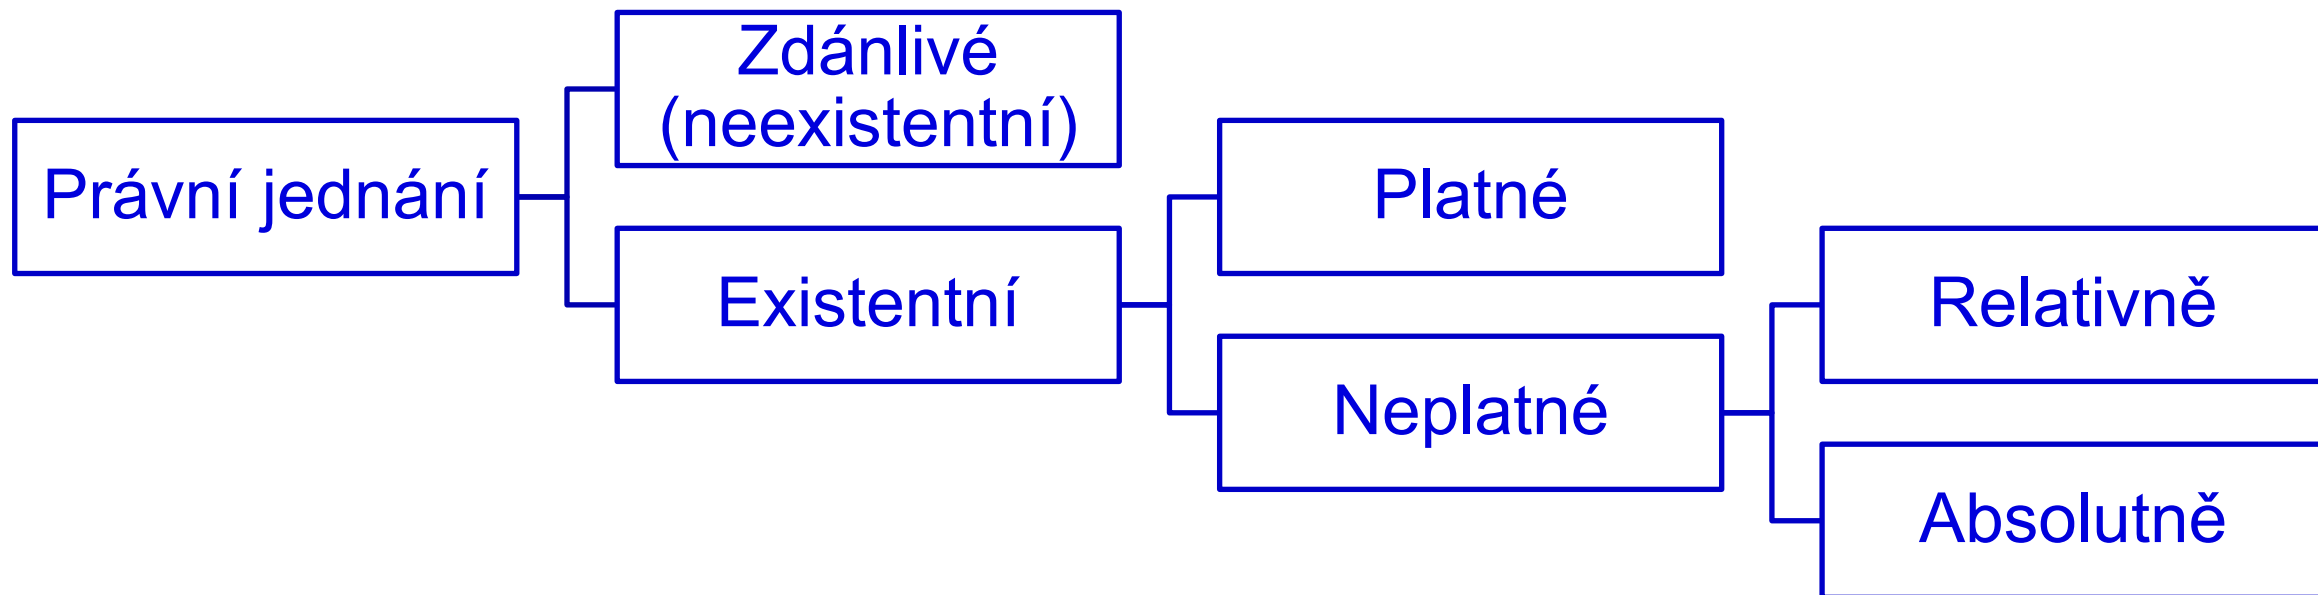 Právní jednání
Zdánlivé
(neexistentní)
Existentní
Platné
Neplatné
Relativně
Absolutně